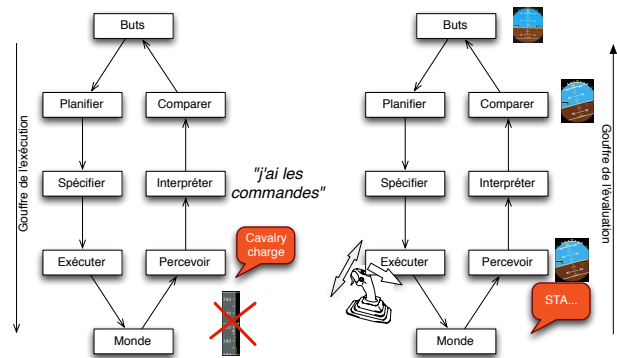 Buts
Planifier
Comparer
Spécifier
Interpréter
Exécuter
Percevoir
Monde
Gouffre de l'exécution
"j'ai les
commandes"
Cavalry
charge
Buts
Planifier
Comparer
Spécifier
Interpréter
Exécuter
Percevoir
Monde
Gouffre de l'évaluation
STA...